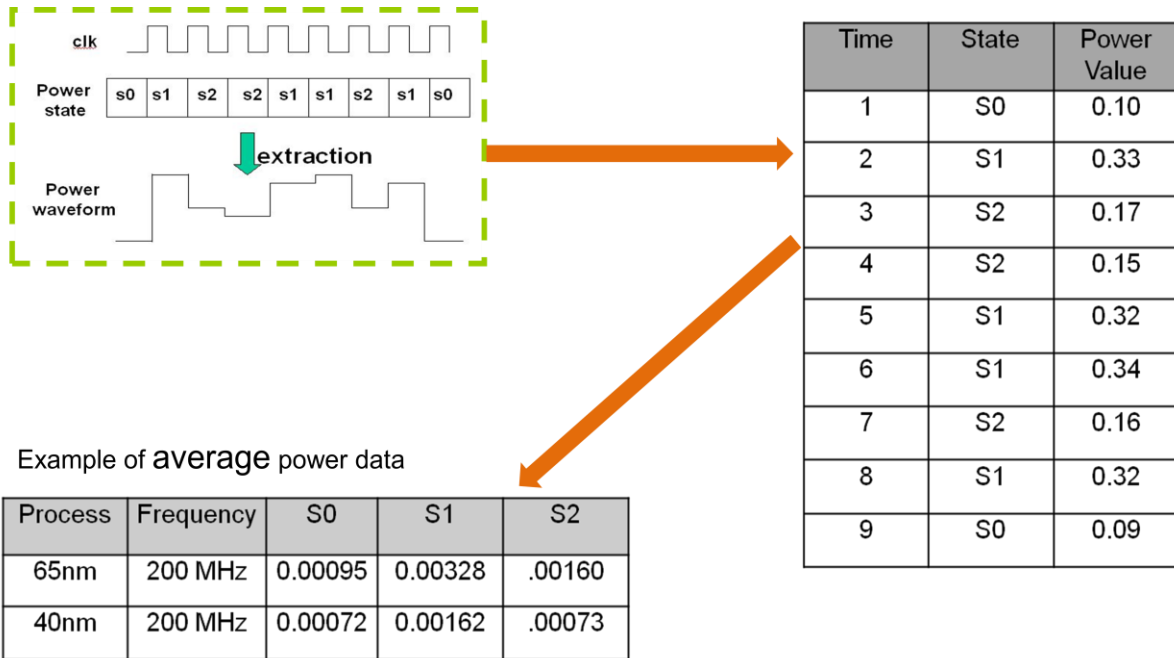 clk
Power state s0 s1 s2 s2 s1 s1 s2 s1 s0
extraction
Power waveform
Time State Power Value
1 S0 0.10
2 S1 0.33
3 S2 0.17
4 S2 0.15
5 S1 0.32
6 S1 0.34
7 S2 0.16
8 S1 0.32
9 S0 0.09
Example of average power data
Process Frequency S0 S1 S2
65nm 200 MHz 0.00095 0.00328 .00160
40nm 200 MHz 0.00072 0.00162 .00073